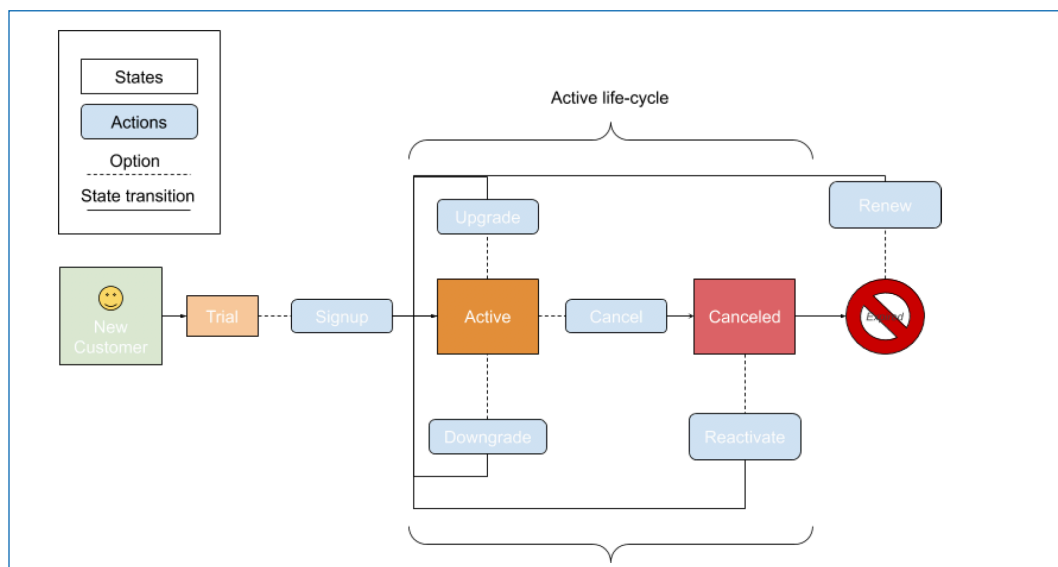 States
Actions
Option
State transition
Active life-cycle
Upgrade
Renew
New
Customer
Trial
Signup
Active
Cancel
Canceled
Expired
Downgrade
Reactivate